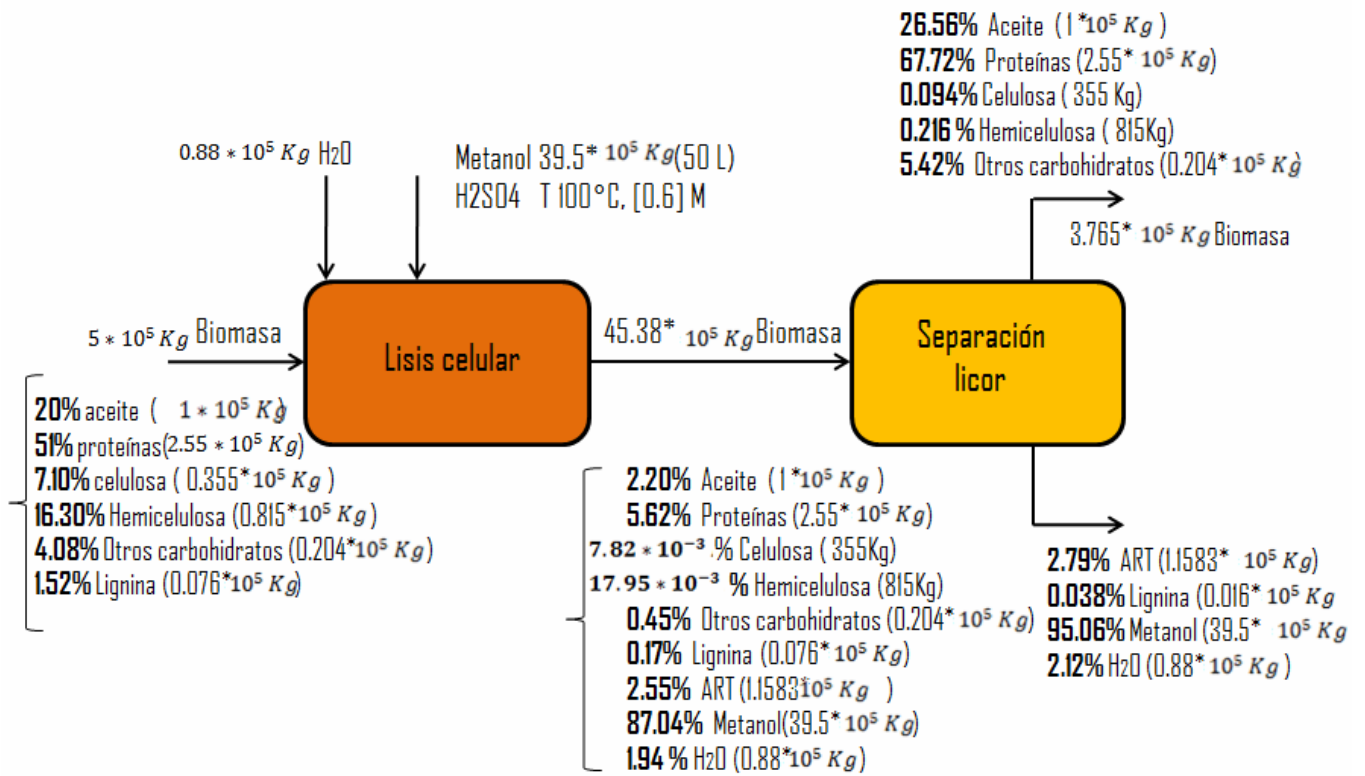 26.56% Aceite (1*10⁵ Kg )
67.72% Proteínas (2.55* 10⁵ Kg)
0.094% Celulosa ( 355 Kg)
0.216 % Hemicelulosa ( 815Kg)
5.42% Otros carbohidratos (0.204* 10⁵ Kg)
3.765* 10⁵ Kg Biomasa
0.88 * 10⁵ Kg H2O
Metanol 39.5* 10⁵ Kg(50 L)
H2SO4 T 100°C, [0.6] M
5 * 10⁵ Kg Biomasa
Lisis celular
45.38* 10⁵ Kg Biomasa
Separación
licor
20% aceite ( 1 * 10⁵ Kg)
51% proteínas(2.55 * 10⁵ Kg)
7.10% celulosa ( 0.355*10⁵ Kg )
16.30% Hemicelulosa (0.815*10⁵ Kg )
4.08% Otros carbohidratos (0.204*10⁵ Kg)
1.52% Lignina (0.076*10⁵ Kg)
2.20% Aceite (1*10⁵ Kg )
5.62% Proteínas (2.55* 10⁵ Kg)
7.82 * 10⁻³ .% Celulosa ( 355Kg)
17.95 * 10⁻³ % Hemicelulosa (815Kg)
0.45% Otros carbohidratos (0.204* 10⁵ Kg)
0.17% Lignina (0.076*10⁵ Kg)
2.55% ART (1.1583*10⁵ Kg )
87.04% Metanol(39.5*10⁵ Kg)
1.94 % H2O (0.88*10⁵ Kg)
2.79% ART (1.1583* 10⁵ Kg)
0.038% Lignina (0.016* 10⁵ Kg
95.06% Metanol (39.5* 10⁵ Kg
2.12% H2O (0.88* 10⁵ Kg )